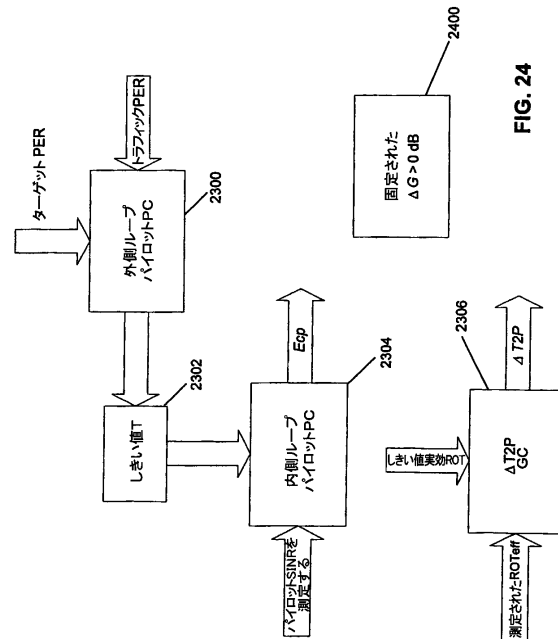 ターゲットPER
トラフィックPER
外側ループ
パイロットPC
2300
しきい値T
2302
パイロットSINRを
測定する
内側ループ
パイロットPC
2304
Ecp
固定された
ΔG > 0 dB
2400
しきい値実効ROT
測定されたROTeff
ΔT2P
GC
2306
ΔT2P
FIG. 24